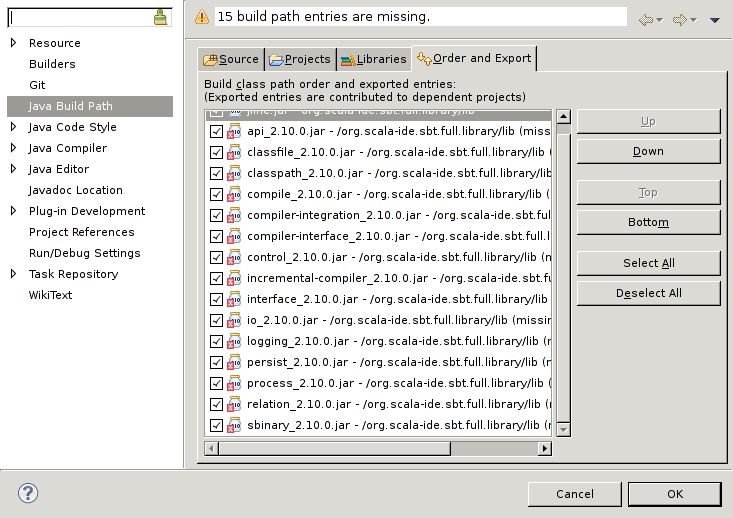 15 build path entries are missing.
Resource
Builders
Git
Java Build Path
Java Code Style
Java Compiler
Java Editor
Javadoc Location
Plug-in Development
Project References
Run/Debug Settings
Task Repository
WikiText
Source
Projects
Libraries
Order and Export
Build class path order and exported entries:
(Exported entries are contributed to dependent projects)
jline.jar - /org.scala-ide.sbt.full.library/lib
api_2.10.0.jar - /org.scala-ide.sbt.full.library/lib (miss
classfile_2.10.0.jar - /org.scala-ide.sbt.full.library/lib (
classpath_2.10.0.jar - /org.scala-ide.sbt.full.library/lib
compile_2.10.0.jar - /org.scala-ide.sbt.full.library/lib (
compiler-integration_2.10.0.jar - /org.scala-ide.sbt.ful
compiler-interface_2.10.0.jar - /org.scala-ide.sbt.full.l
control_2.10.0.jar - /org.scala-ide.sbt.full.library/lib (m
incremental-compiler_2.10.0.jar - /org.scala-ide.sbt.fu
interface_2.10.0.jar - /org.scala-ide.sbt.full.library/lib
io_2.10.0.jar - /org.scala-ide.sbt.full.library/lib (missin
logging_2.10.0.jar - /org.scala-ide.sbt.full.library/lib (m
persist_2.10.0.jar - /org.scala-ide.sbt.full.library/lib (m
process_2.10.0.jar - /org.scala-ide.sbt.full.library/lib (
relation_2.10.0.jar - /org.scala-ide.sbt.full.library/lib (
sbinary_2.10.0.jar - /org.scala-ide.sbt.full.library/lib (r
Up
Down
Top
Bottom
Select All
Deselect All
Cancel
OK